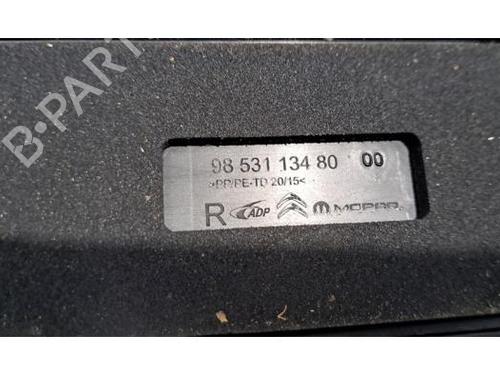 B-PARTS
98 531 134 80 00
>PP/PE-TD 20/15<
R ADP MOPAR